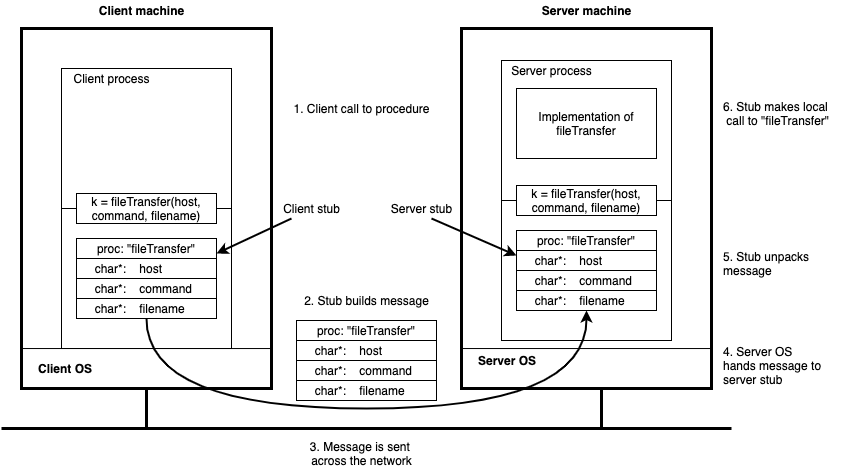 Client machine
Server machine
Client process
Server process
1. Client call to procedure
Implementation of
fileTransfer
6. Stub makes local
call to "fileTransfer"
k = fileTransfer(host,
command, filename)
k = fileTransfer(host,
command, filename)
Client stub
Server stub
proc: "fileTransfer"
char*: host
char*: command
char*: filename
proc: "fileTransfer"
char*: host
char*: command
char*: filename
5. Stub unpacks
message
2. Stub builds message
proc: "fileTransfer"
char*: host
char*: command
char*: filename
Client OS
Server OS
4. Server OS
hands message to
server stub
3. Message is sent
across the network